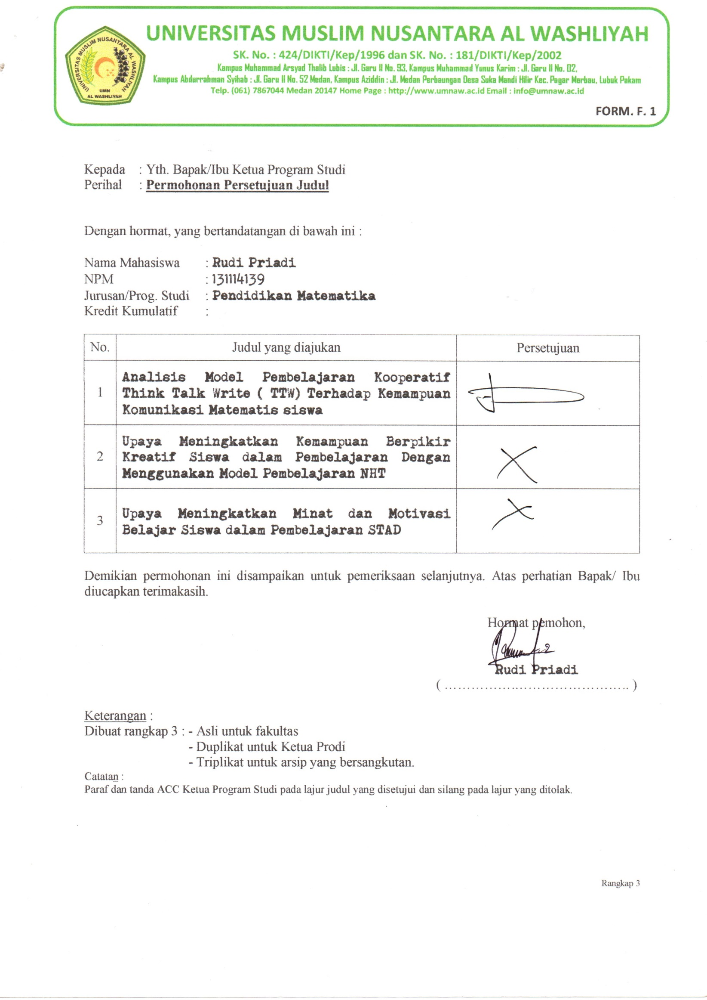 UNIVERSITAS MUSLIM NUSANTARA AL WASHLIYAH
UMN
AL WASHLIYAH
UNIVERSITAS MUSLIM NUSANTARA AL WASHLIYAH
SK. No. : 424/DIKTI/Kep/1996 dan SK. No. : 181/DIKTI/Kep/2002
Kampus Muhammad Arsyad Thalib Lubis : Jl. Garu II No. 93, Kampus Muhammad Yunus Karim : Jl. Garu II No. 02,
Kampus Abdurrahman Syihab : Jl. Garu II No. 52 Medan, Kampus Aziddin : Jl. Medan Perbaungan Desa Suka Mandi Hilir Kec. Pagar Merbau, Lubuk Pakam
Telp. (061) 7867044 Medan 20147 Home Page : http://www.umnaw.ac.id Email : info@umnaw.ac.id
FORM. F. 1
Kepada : Yth. Bapak/Ibu Ketua Program Studi
Perihal : Permohonan Persetujuan Judul
Dengan hormat, yang bertandatangan di bawah ini :
Nama Mahasiswa : Rudi Priadi
NPM : 131114139
Jurusan/Prog. Studi : Pendidikan Matematika
Kredit Kumulatif :
No. Judul yang diajukan Persetujuan
1 Analisis Model Pembelajaran Kooperatif
Think Talk Write ( TTW) Terhadap Kemampuan
Komunikasi Matematis siswa
2 Upaya Meningkatkan Kemampuan Berpikir
Kreatif Siswa dalam Pembelajaran Dengan
Menggunakan Model Pembelajaran NHT
3 Upaya Meningkatkan Minat dan Motivasi
Belajar Siswa dalam Pembelajaran STAD
Demikian permohonan ini disampaikan untuk pemeriksaan selanjutnya. Atas perhatian Bapak/ Ibu
diucapkan terimakasih.
Hormat pemohon,
Rudi Priadi
( .......................................... )
Keterangan :
Dibuat rangkap 3 : - Asli untuk fakultas
- Duplikat untuk Ketua Prodi
- Triplikat untuk arsip yang bersangkutan.
Catatan :
Paraf dan tanda ACC Ketua Program Studi pada lajur judul yang disetujui dan silang pada lajur yang ditolak.
Rangkap 3